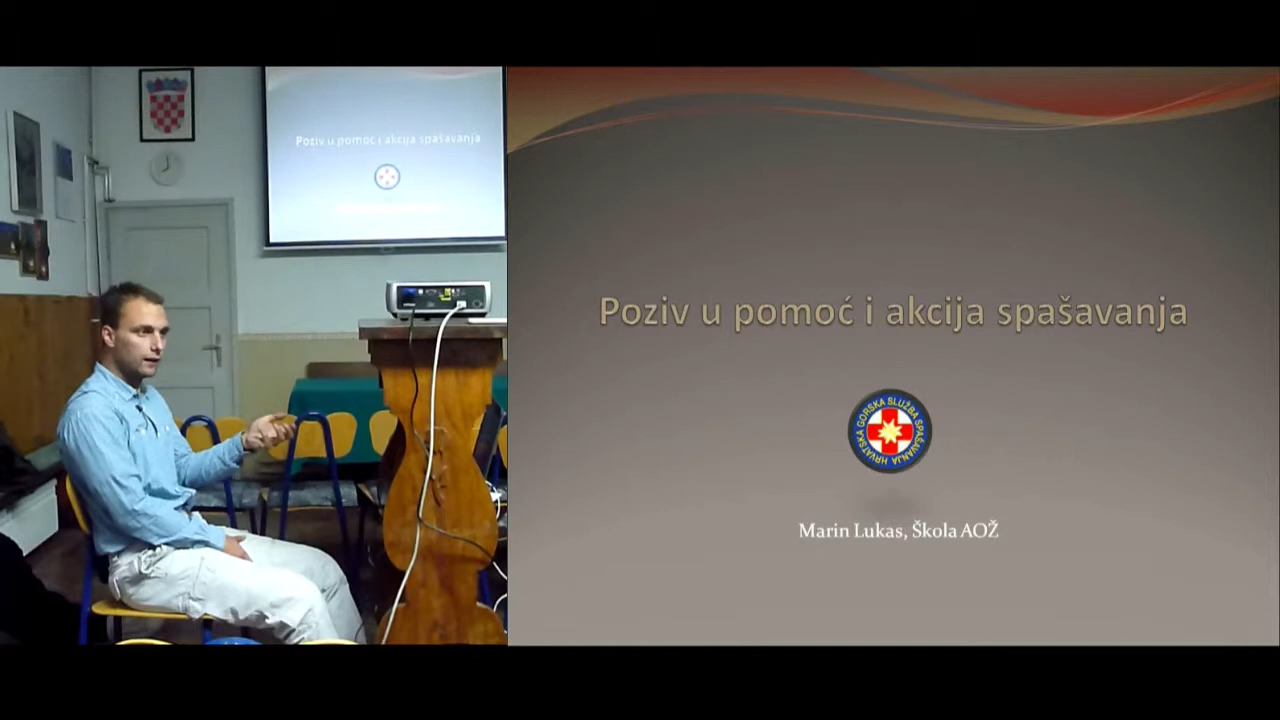 Poziv u pomoć i akcija spašavanja
Poziv u pomoć i akcija spašavanja
HRVATSKA GORSKA SLUŽBA SPAŠAVANJA
Marin Lukas, Škola AOŽ